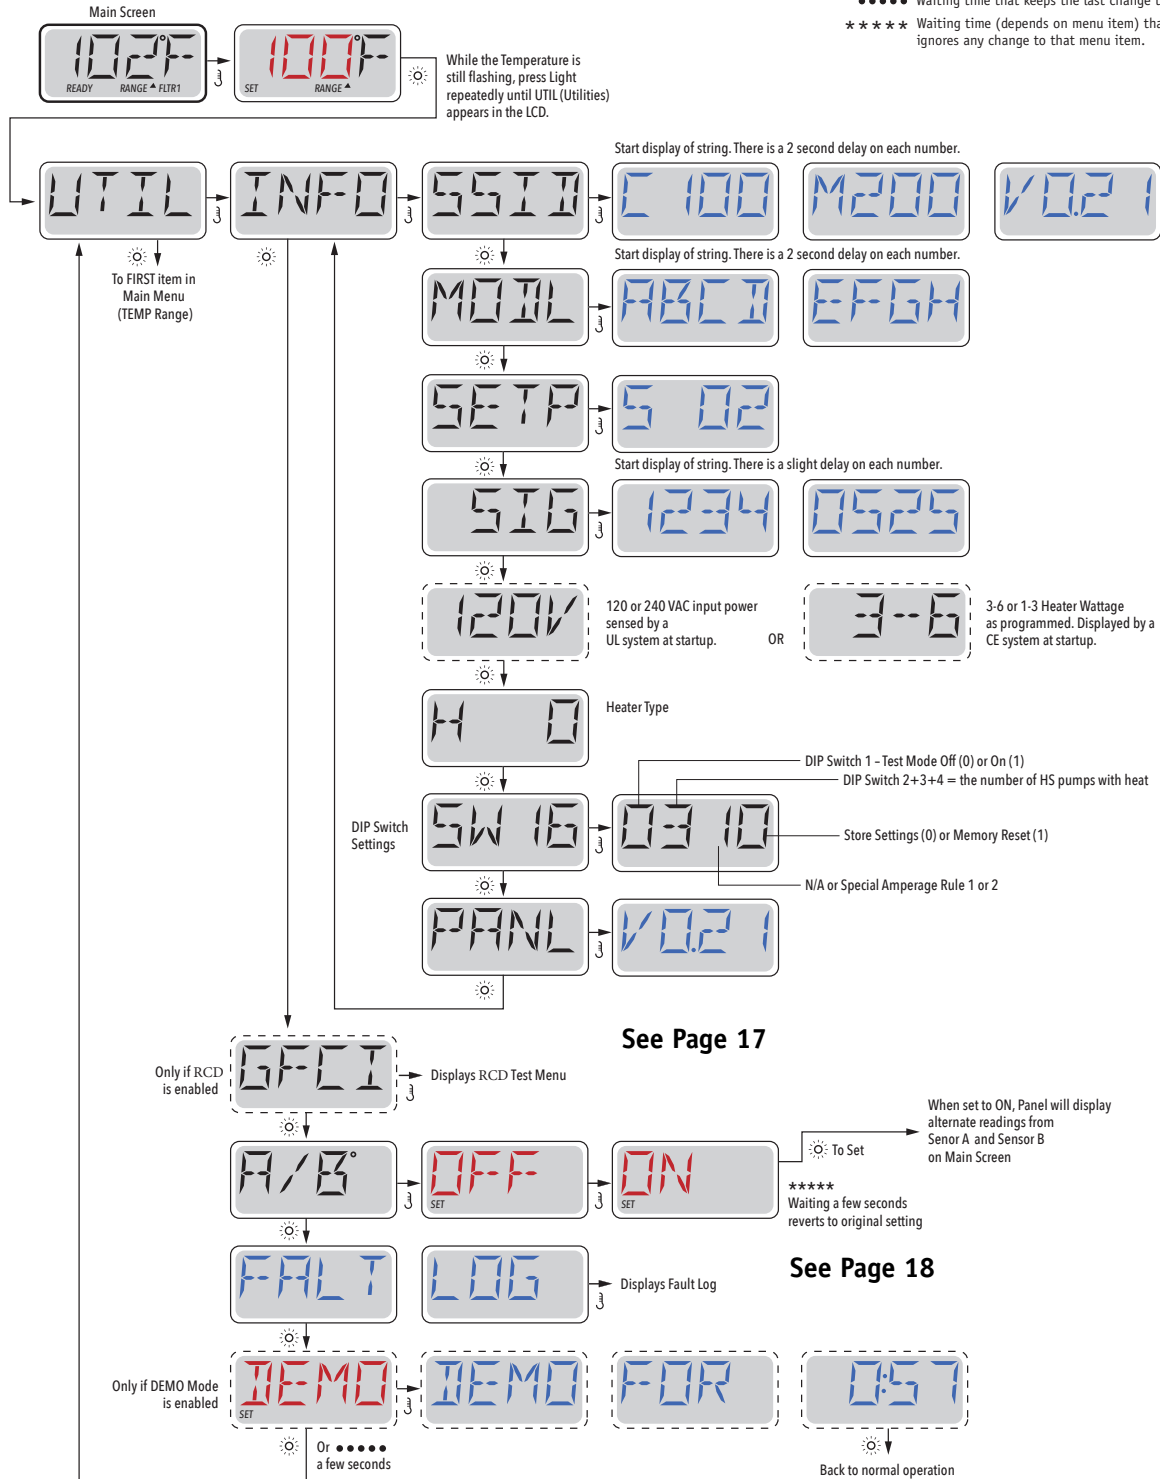 Main Screen
Waiting time that keeps the last change t
***** Waiting time (depends on menu item) tha
ignores any change to that menu item.
102°F
READY RANGE FLTR1
100°F
SET RANGE
While the Temperature is
still flashing, press Light
repeatedly until UTIL (Utilities)
appears in the LCD.
Start display of string. There is a 2 second delay on each number.
UTIL
INFO
SSID
C 100
M200
V0.21
To FIRST item in
Main Menu
(TEMP Range)
Start display of string. There is a 2 second delay on each number.
MODL
ABCD
EFGH
SETP
S 02
Start display of string. There is a slight delay on each number.
SIG
1234
0525
120V
120 or 240 VAC input power
sensed by a
UL system at startup.
OR
3-6
3-6 or 1-3 Heater Wattage
as programmed. Displayed by a
CE system at startup.
H 0
Heater Type
DIP Switch 1 – Test Mode Off (0) or On (1)
DIP Switch 2+3+4 = the number of HS pumps with heat
DIP Switch
Settings
SW 16
0310
Store Settings (0) or Memory Reset (1)
N/A or Special Amperage Rule 1 or 2
PANL
V0.21
See Page 17
Only if RCD
is enabled
GFCI
Displays RCD Test Menu
When set to ON, Panel will display
alternate readings from
Senor A and Sensor B
on Main Screen
A/B°
OFF
SET
ON
SET
To Set
*****
Waiting a few seconds
reverts to original setting
See Page 18
FALT
LOG
Displays Fault Log
Only if DEMO Mode
is enabled
DEMO
SET
DEMO
FOR
0:57
Or •••••
a few seconds
Back to normal operation